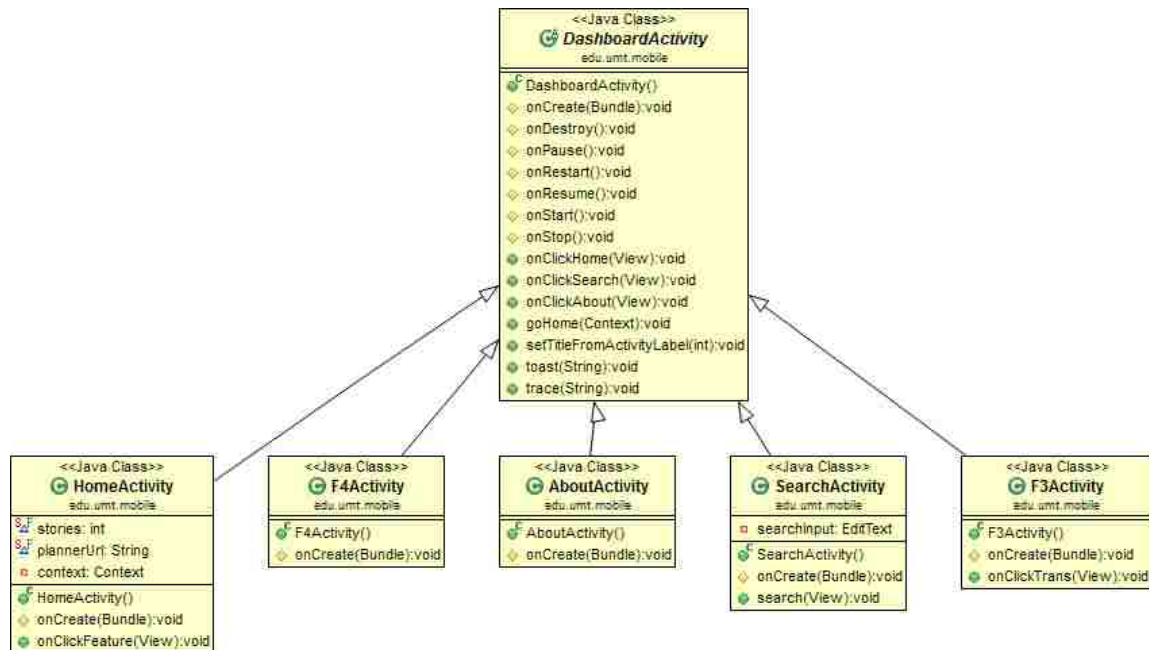 <<Java Class>>
DashboardActivity
edu.umt.mobile
DashboardActivity()
onCreate(Bundle):void
onDestroy():void
onPause():void
onRestart():void
onResume():void
onStart():void
onStop():void
onClickHome(View):void
onClickSearch(View):void
onClickAbout(View):void
goHome(Context):void
setTitleFromActivityLabel(int):void
toast(String):void
trace(String):void
<<Java Class>>
HomeActivity
edu.umt.mobile
stories: int
plannerUrl: String
context: Context
HomeActivity()
onCreate(Bundle):void
onClickFeature(View):void
<<Java Class>>
F4Activity
edu.umt.mobile
F4Activity()
onCreate(Bundle):void
<<Java Class>>
AboutActivity
edu.umt.mobile
AboutActivity()
onCreate(Bundle):void
<<Java Class>>
SearchActivity
edu.umt.mobile
searchInput: EditText
SearchActivity()
onCreate(Bundle):void
search(View):void
<<Java Class>>
F3Activity
edu.umt.mobile
F3Activity()
onCreate(Bundle):void
onClickTrans(View):void